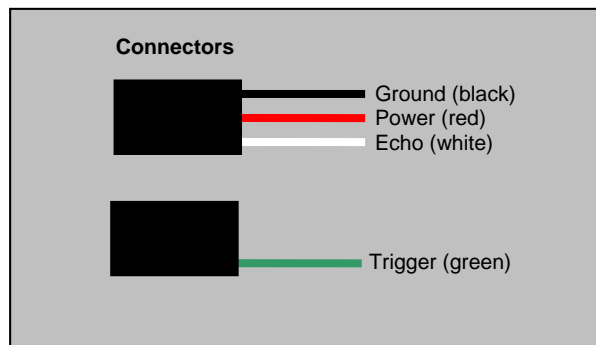 Connectors
Ground (black)
Power (red)
Echo (white)
Trigger (green)